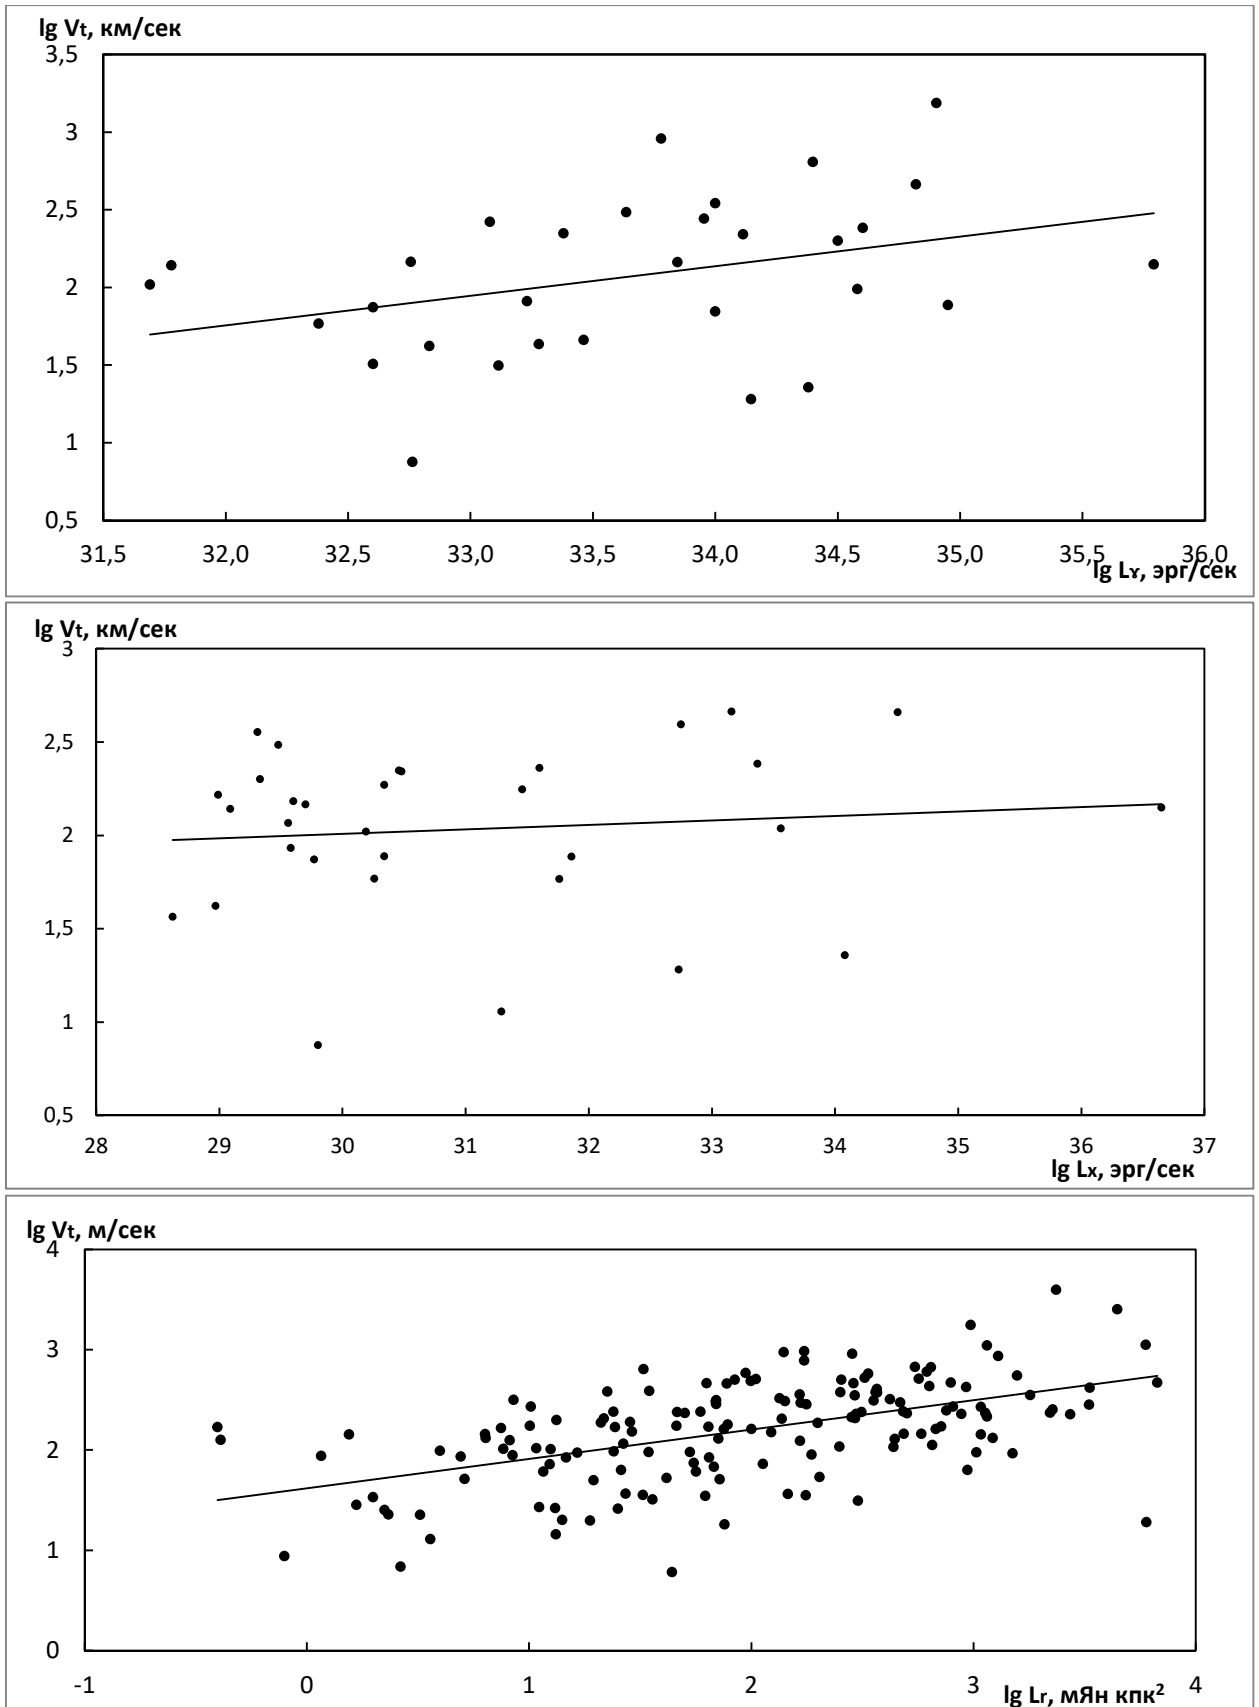 lg Vt, км/сек
3,5
3
2,5
2
1,5
1
0,5
31,5 32,0 32,5 33,0 33,5 34,0 34,5 35,0 35,5 36,0
lg Lɤ, эрг/сек
lg Vt, км/сек
3
2,5
2
1,5
1
0,5
28 29 30 31 32 33 34 35 36 37
lg Lx, эрг/сек
lg Vt, м/сек
4
3
2
1
0
-1 0 1 2 3 4
lg Lr, мЯн кпк²